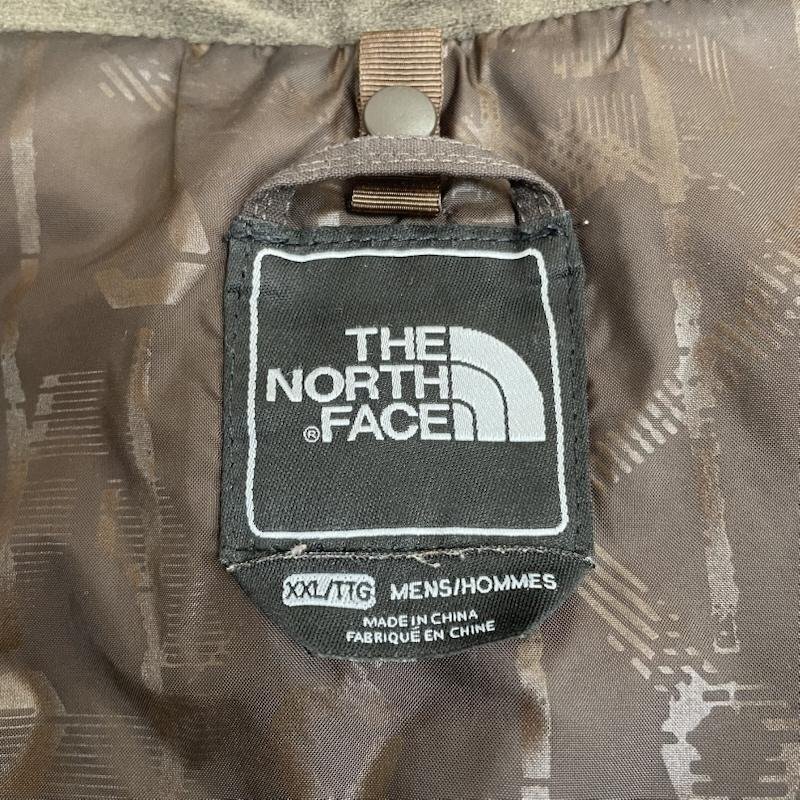 THE
NORTH
® FACE
XXL/TTG MENS/HOMMES
MADE IN CHINA
FABRIQUÉ EN CHINE